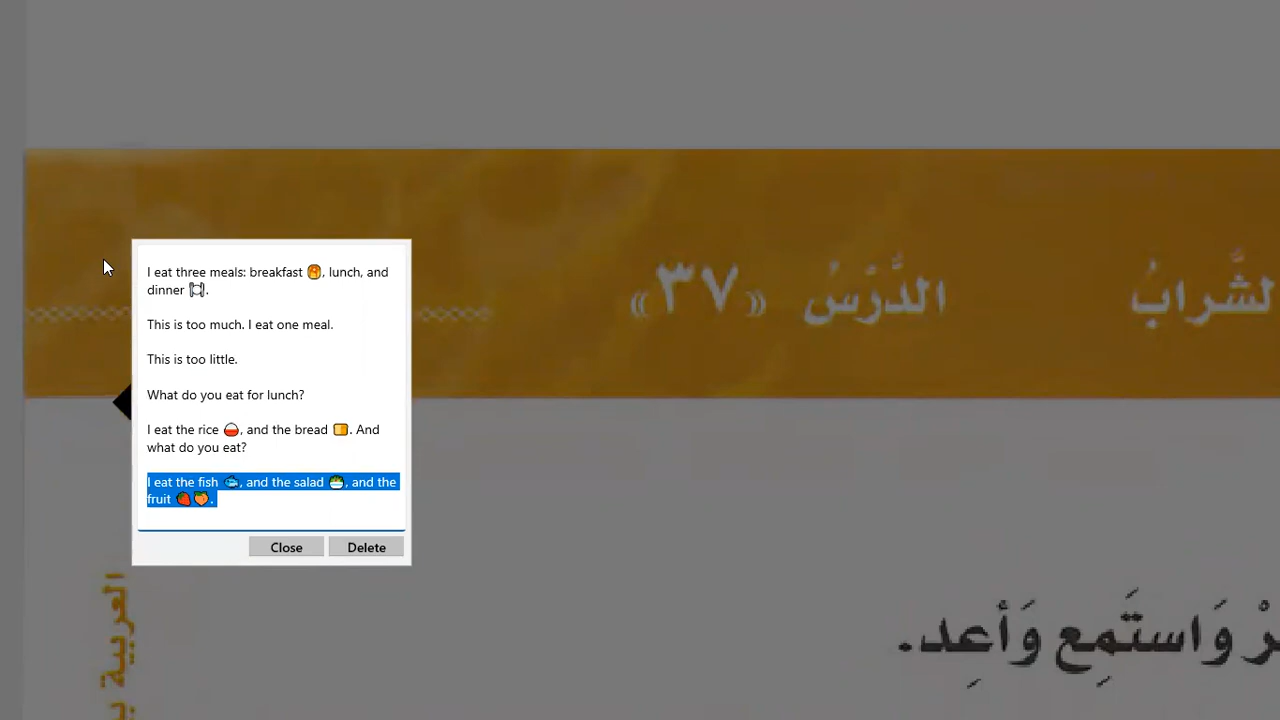 الشَّرابُ الدَّرْسُ «٣٧»
I eat three meals: breakfast 🥞, lunch, and
dinner 🍽.
This is too much. I eat one meal.
This is too little.
What do you eat for lunch?
I eat the rice 🍚, and the bread 🍞. And
what do you eat?
I eat the fish 🐟, and the salad 🥗, and the
fruit 🍓🍑.
Close Delete
وَاستَمِع وَأَعِد.
العربية